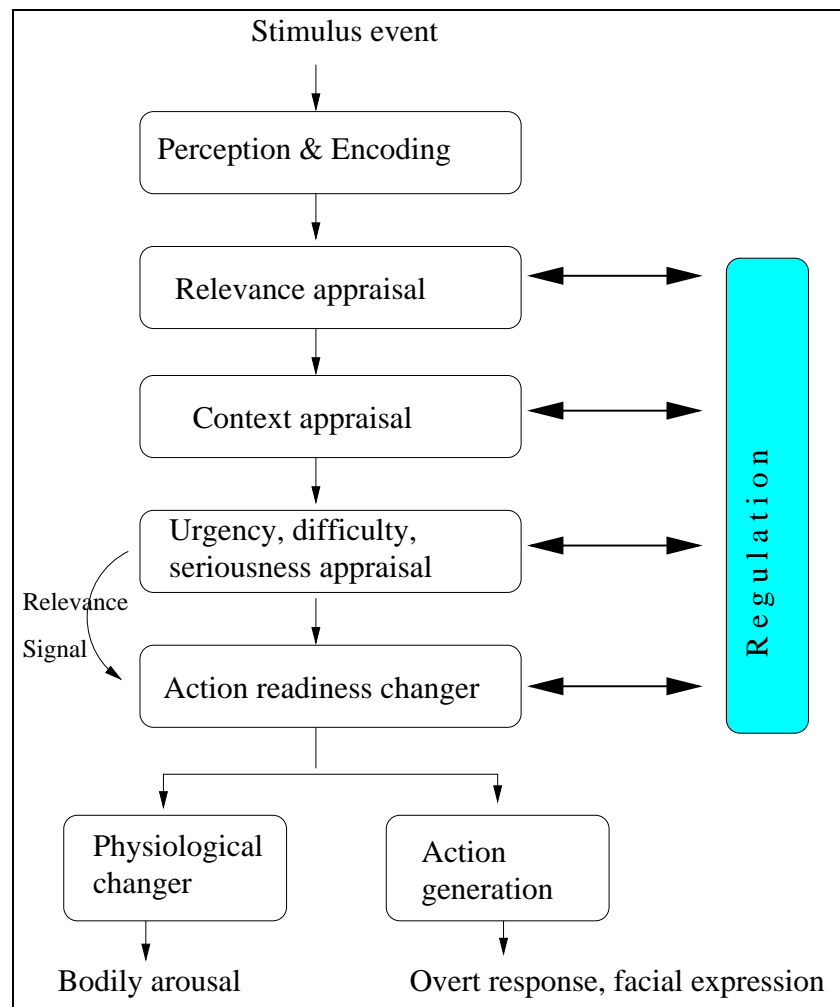 Stimulus event
Perception & Encoding
Relevance appraisal
Context appraisal
Urgency, difficulty,
seriousness appraisal
Relevance
Signal
Action readiness changer
Regulation
Physiological
changer
Action
generation
Bodily arousal
Overt response, facial expression